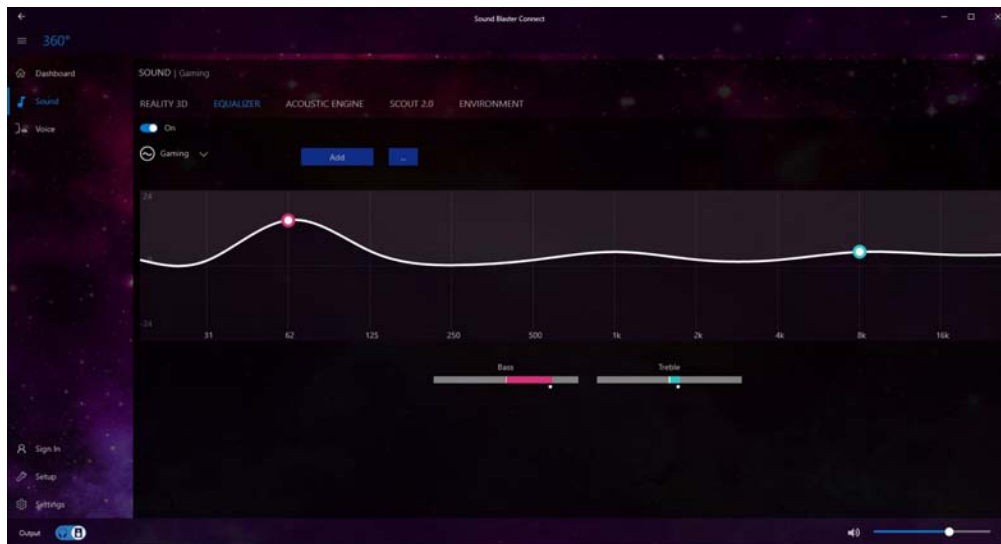 Sound Blaster Connect
360°
Dashboard
Sound
Voice
SOUND | Gaming
REALITY 3D EQUALIZER ACOUSTIC ENGINE SCOUT 2.0 ENVIRONMENT
On
Gaming
Add ...
24
0
-24
31 62 125 250 500 1k 2k 4k 8k 16k
Bass Treble
Sign In
Setup
Settings
Output